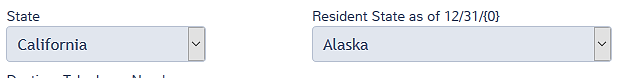 State
Resident State as of 12/31/{0}
California
Alaska